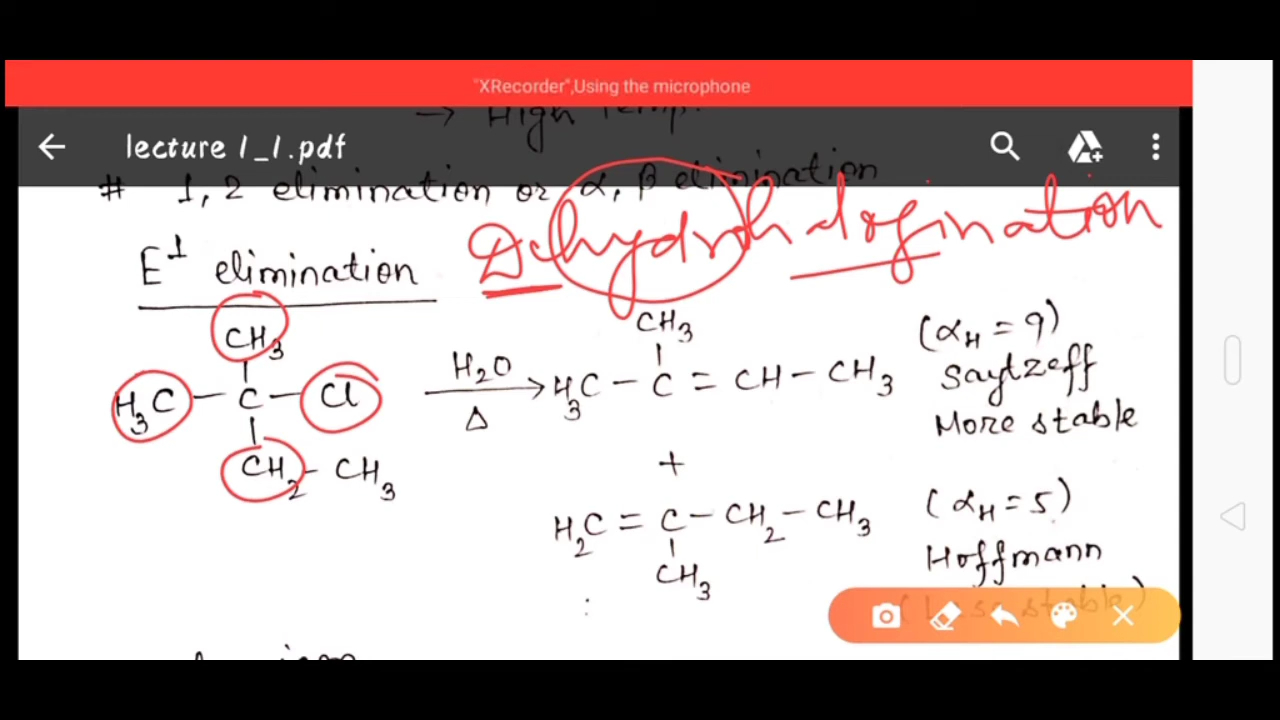 "XRecorder",Using the microphone
→ High Temp.
lecture 1_1.pdf
# 1, 2 elimination or α, β elimination
Dehydrohalogination
E¹ elimination
CH₃
H₃C – C – Cl
CH₂ – CH₃
H₂O
Δ
CH₃
H₃C – C = CH – CH₃
(αH = 9)
Saytzeff
More stable
+
H₂C = C – CH₂ – CH₃
CH₃
(αH = 5)
Hoffmann
(Less stable)